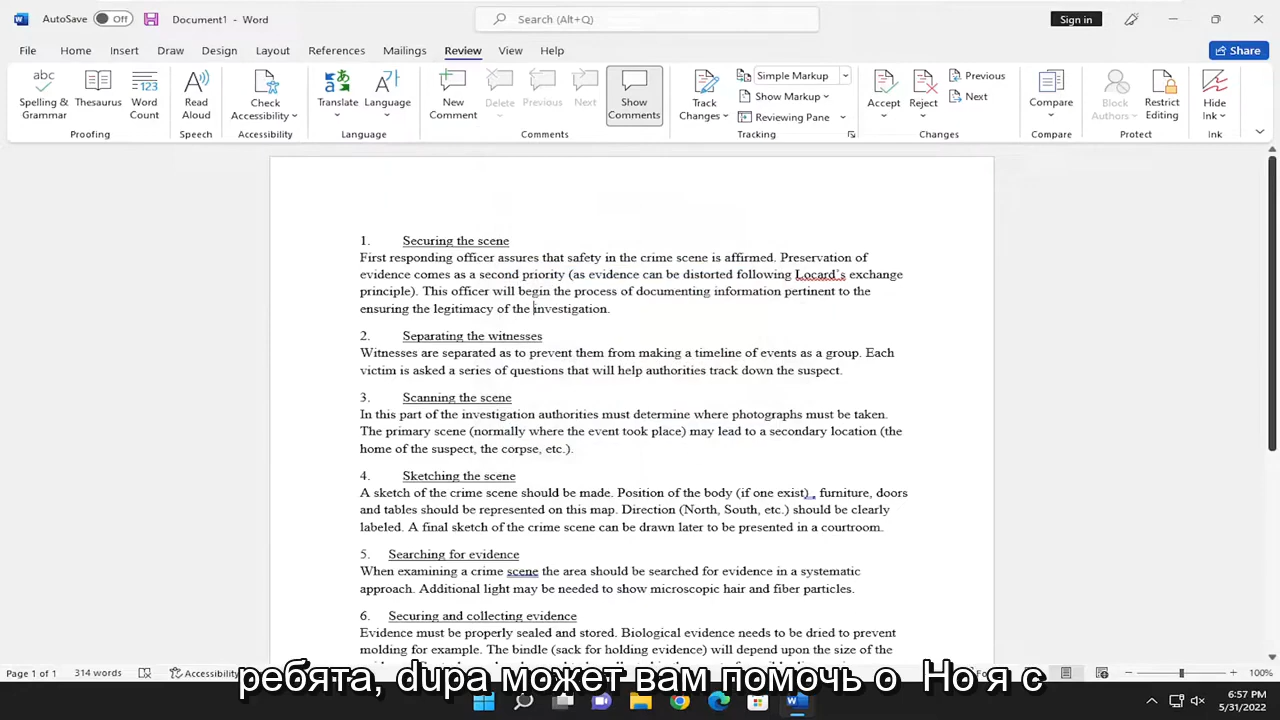 AutoSave Off Document1 - Word Search (Alt+Q) Sign in
File Home Insert Draw Design Layout References Mailings Review View Help Share
abc 123 Simple Markup Previous
Spelling & Grammar Thesaurus Word Count Read Aloud Check Accessibility Translate Language New Comment Delete Previous Next Show Comments Track Changes Show Markup Accept Reject Next Compare Block Authors Restrict Editing Hide Ink
Reviewing Pane
Proofing Speech Accessibility Language Comments Tracking Changes Compare Protect Ink
1. Securing the scene
First responding officer assures that safety in the crime scene is affirmed. Preservation of
evidence comes as a second priority (as evidence can be distorted following Locard`s exchange
principle). This officer will begin the process of documenting information pertinent to the
ensuring the legitimacy of the investigation.
2. Separating the witnesses
Witnesses are separated as to prevent them from making a timeline of events as a group. Each
victim is asked a series of questions that will help authorities track down the suspect.
3. Scanning the scene
In this part of the investigation authorities must determine where photographs must be taken.
The primary scene (normally where the event took place) may lead to a secondary location (the
home of the suspect, the corpse, etc.).
4. Sketching the scene
A sketch of the crime scene should be made. Position of the body (if one exist) , furniture, doors
and tables should be represented on this map. Direction (North, South, etc.) should be clearly
labeled. A final sketch of the crime scene can be drawn later to be presented in a courtroom.
5. Searching for evidence
When examining a crime scene the area should be searched for evidence in a systematic
approach. Additional light may be needed to show microscopic hair and fiber particles.
6. Securing and collecting evidence
Evidence must be properly sealed and stored. Biological evidence needs to be dried to prevent
molding for example. The bindle (sack for holding evidence) will depend upon the size of the
Page 1 of 1 314 words Accessibility 100%
ребята, dupa может вам помочь о Но я с
6:57 PM
5/31/2022